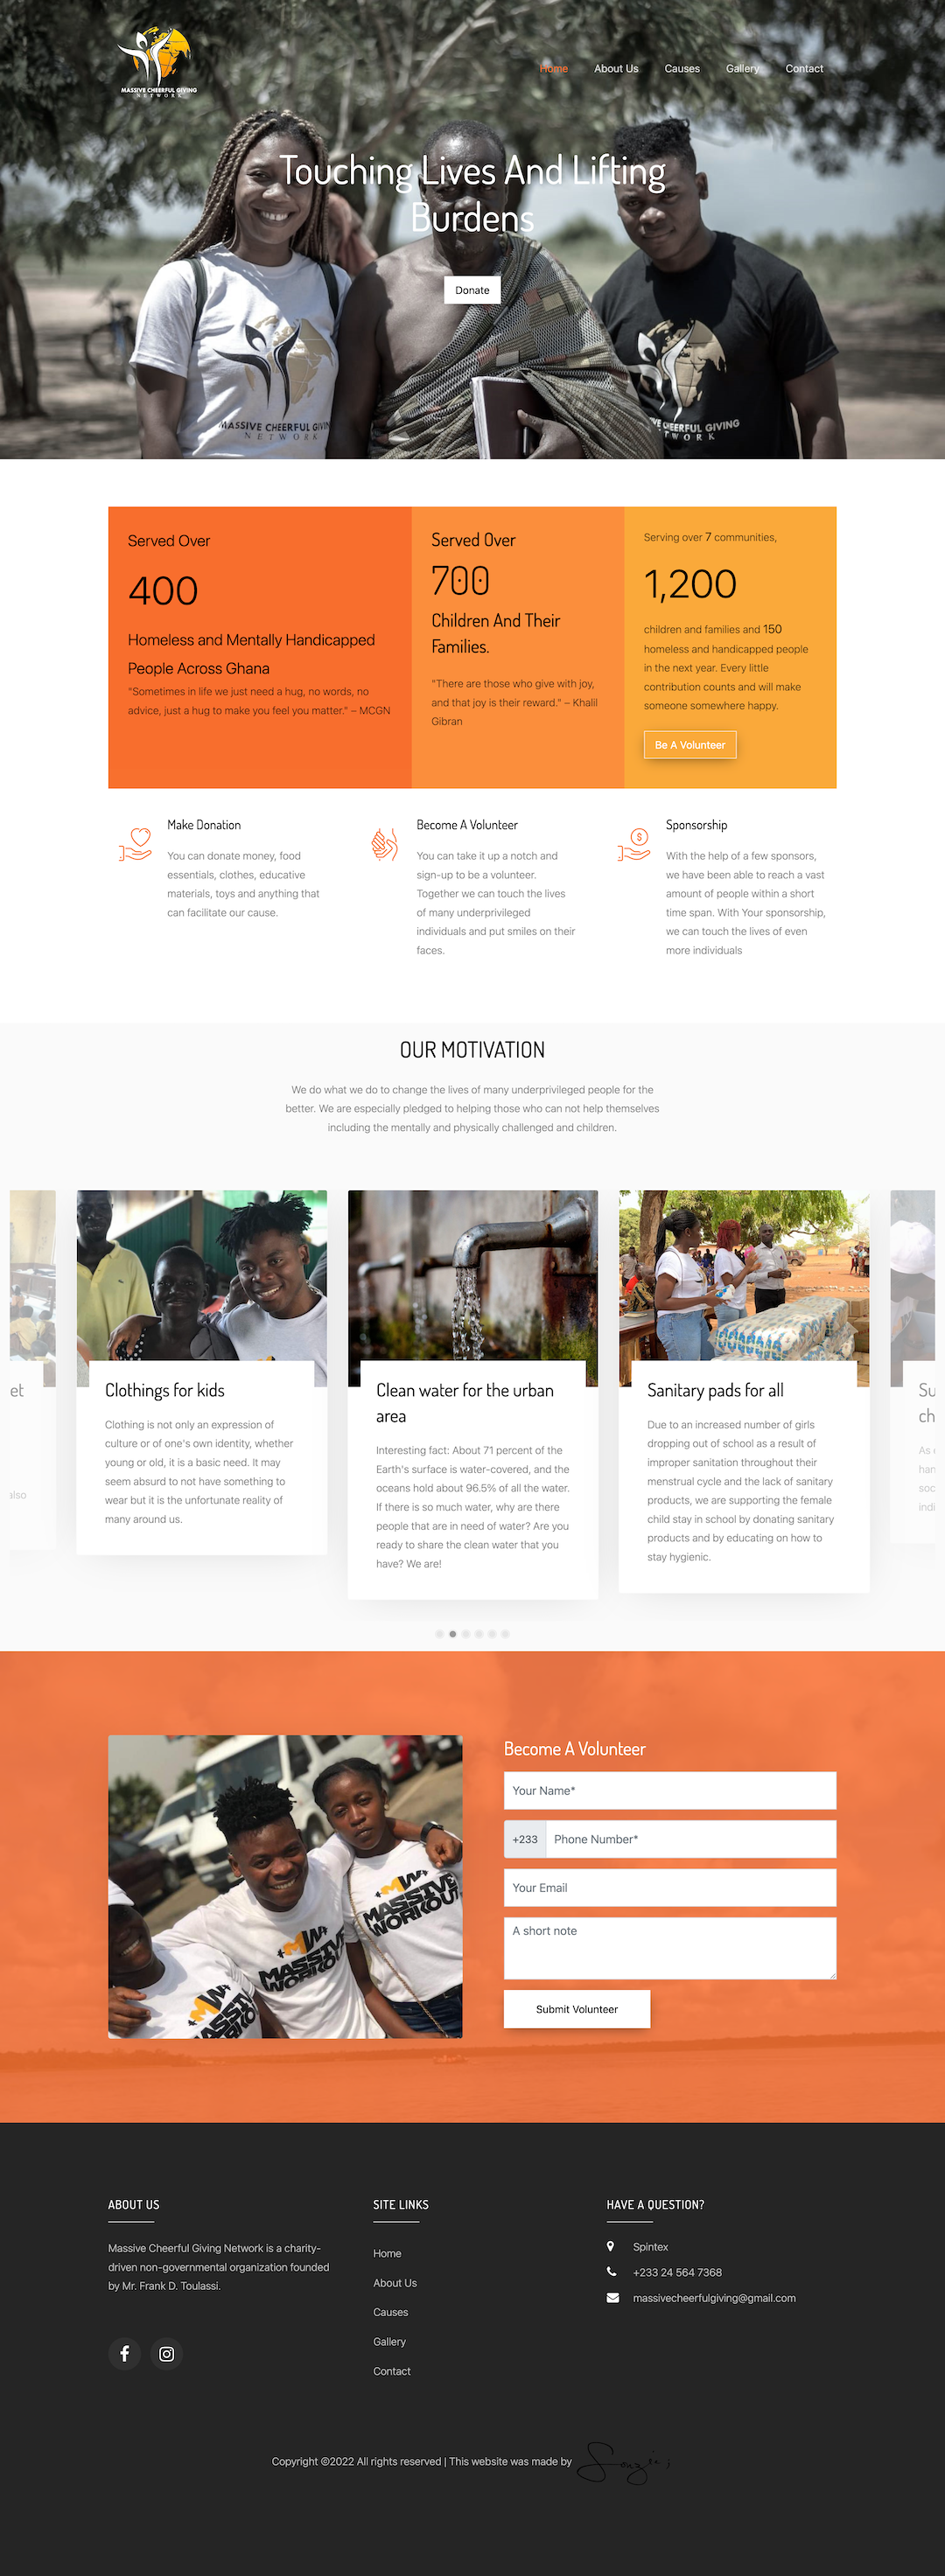 MASSIVE CHEERFUL GIVING
NETWORK
Home
About Us
Causes
Gallery
Contact
Touching Lives And Lifting
Burdens
Donate
MASSIVE CHEERFUL GIVIN
NETWORK
VE CHEERFUL GIVING
WORK
Served Over
400
Homeless and Mentally Handicapped
People Across Ghana
"Sometimes in life we just need a hug, no words, no
advice, just a hug to make you feel you matter." – MCGN
Served Over
700
Children And Their
Families.
"There are those who give with joy,
and that joy is their reward." – Khalil
Gibran
Serving over 7 communities,
1,200
children and families and 150
homeless and handicapped people
in the next year. Every little
contribution counts and will make
someone somewhere happy.
Be A Volunteer
Make Donation
You can donate money, food
essentials, clothes, educative
materials, toys and anything that
can facilitate our cause.
Become A Volunteer
You can take it up a notch and
sign-up to be a volunteer.
Together we can touch the lives
of many underprivileged
individuals and put smiles on their
faces.
Sponsorship
With the help of a few sponsors,
we have been able to reach a vast
amount of people within a short
time span. With Your sponsorship,
we can touch the lives of even
more individuals
OUR MOTIVATION
We do what we do to change the lives of many underprivileged people for the
better. We are especially pledged to helping those who can not help themselves
including the mentally and physically challenged and children.
et
also
Clothings for kids
Clothing is not only an expression of
culture or of one's own identity, whether
young or old, it is a basic need. It may
seem absurd to not have something to
wear but it is the unfortunate reality of
many around us.
Clean water for the urban
area
Interesting fact: About 71 percent of the
Earth's surface is water-covered, and the
oceans hold about 96.5% of all the water.
If there is so much water, why are there
people that are in need of water? Are you
ready to share the clean water that you
have? We are!
Sanitary pads for all
Due to an increased number of girls
dropping out of school as a result of
improper sanitation throughout their
menstrual cycle and the lack of sanitary
products, we are supporting the female
child stay in school by donating sanitary
products and by educating on how to
stay hygienic.
Su
ch
As
han
soc
indi
MASSIVE
WORKOUT
MASSIVE
WORKOUT
Become A Volunteer
Your Name*
+233
Phone Number*
Your Email
A short note
Submit Volunteer
ABOUT US
Massive Cheerful Giving Network is a charity-
driven non-governmental organization founded
by Mr. Frank D. Toulassi.
SITE LINKS
Home
About Us
Causes
Gallery
Contact
HAVE A QUESTION?
Spintex
+233 24 564 7368
massivecheerfulgiving@gmail.com
Copyright ©2022 All rights reserved | This website was made by